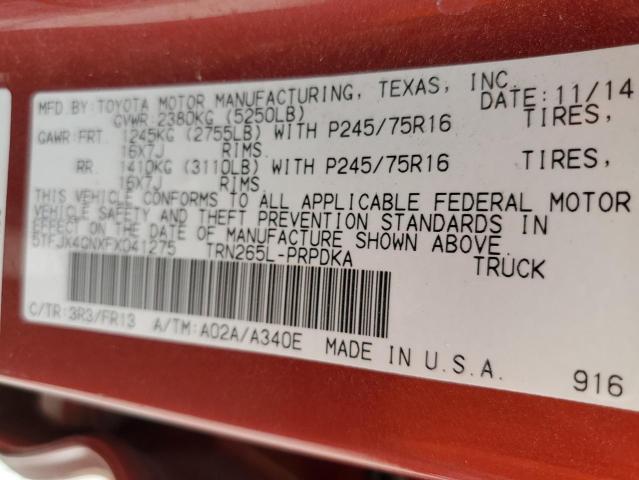 MFD BY: TOYOTA MOTOR MANUFACTURING, TEXAS, INC. DATE: 11/14
GVWR 2380KG (5250LB)
GAWR: FRT. 1245KG (2755LB) WITH P245/75R16 TIRES,
16X7J RIMS.
RR. 1410KG (3110LB) WITH P245/75R16 TIRES,
16X7J RIMS.
THIS VEHICLE CONFORMS TO ALL APPLICABLE FEDERAL MOTOR
VEHICLE SAFETY AND THEFT PREVENTION STANDARDS IN
EFFECT ON THE DATE OF MANUFACTURE SHOWN ABOVE.
5TFJX4GNXFX041275 TRN265L-PRPDKA TRUCK
C/TR: 3R3/FR13 A/TM: A02A/A340E MADE IN U.S.A. 916